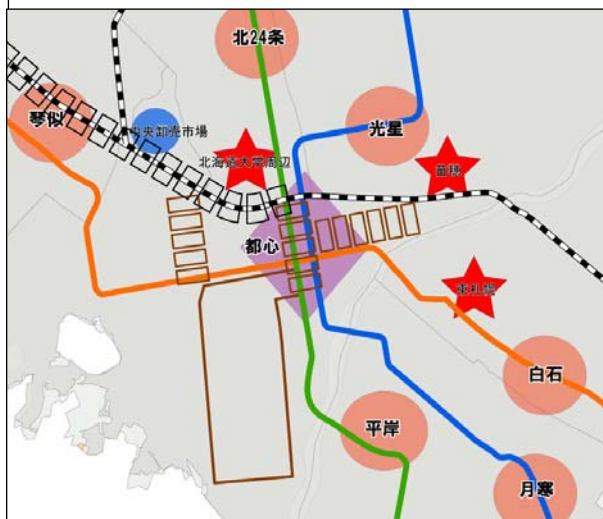 北24条
琴似
中央卸売市場
光星
北海道大学周辺
苗穂
都心
東札幌
白石
平岸
月寒